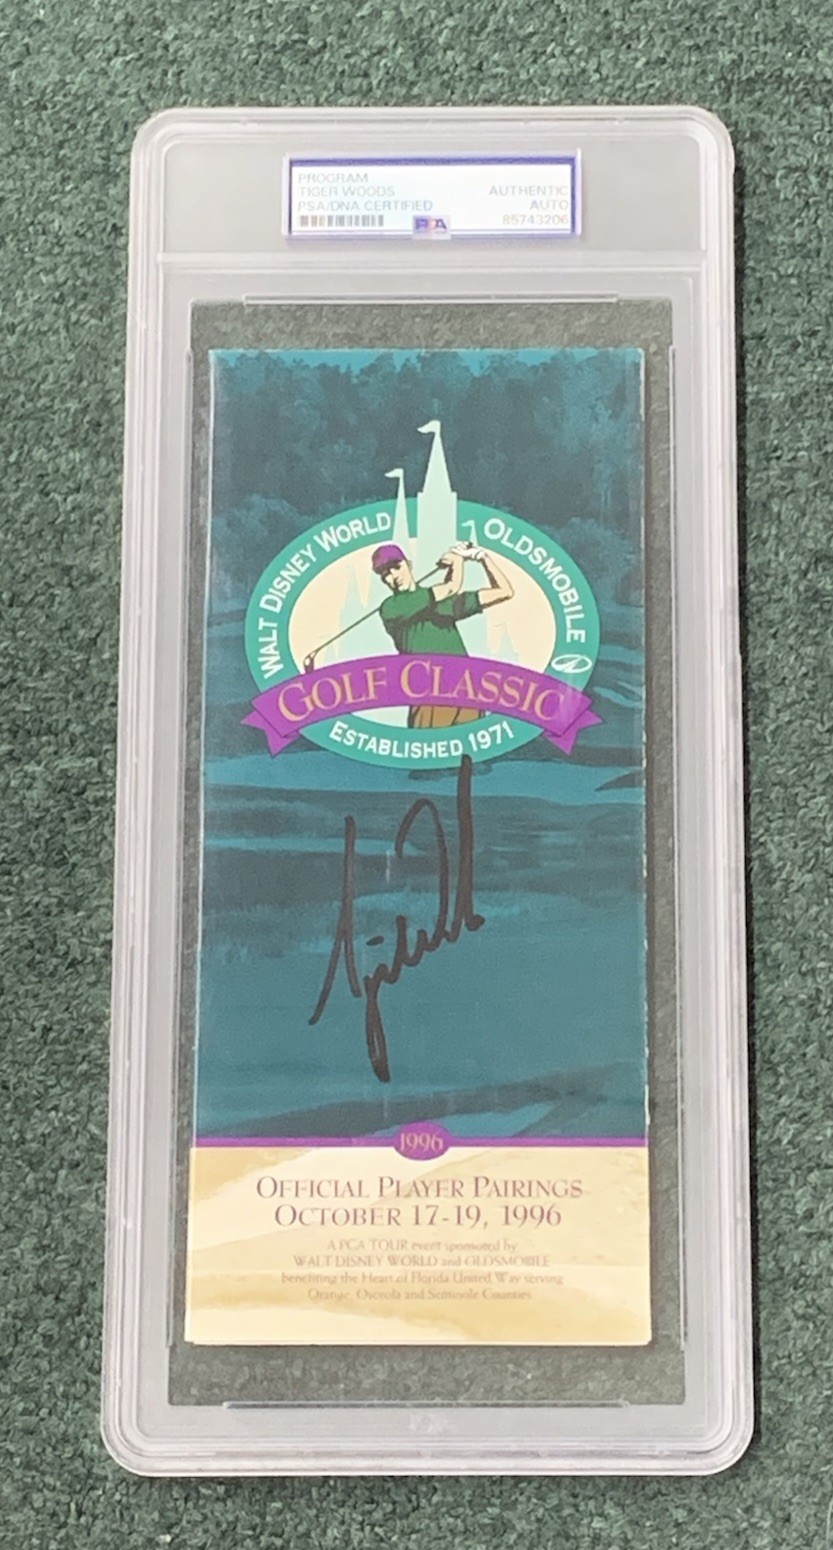 PROGRAM
TIGER WOODS AUTHENTIC
PSA/DNA CERTIFIED AUTO
PSA 85743206
WALT DISNEY WORLD OLDSMOBILE
GOLF CLASSIC
ESTABLISHED 1971
1996
OFFICIAL PLAYER PAIRINGS
OCTOBER 17-19, 1996
A PGA TOUR event sponsored by
WALT DISNEY WORLD and OLDSMOBILE
benefiting the Heart of Florida United Way serving
Orange, Osceola and Seminole Counties